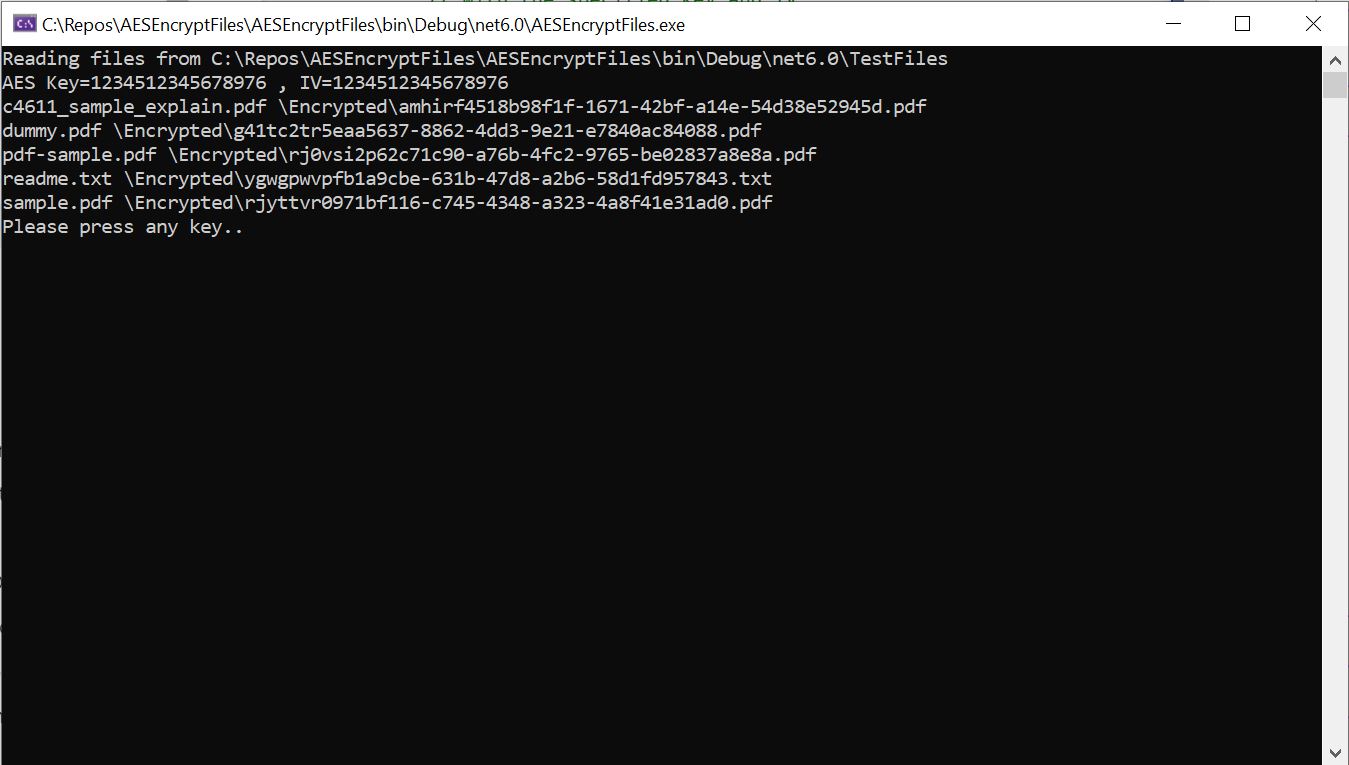 C:\Repos\AESEncryptFiles\AESEncryptFiles\bin\Debug\net6.0\AESEncryptFiles.exe
Reading files from C:\Repos\AESEncryptFiles\AESEncryptFiles\bin\Debug\net6.0\TestFiles
AES Key=1234512345678976 , IV=1234512345678976
c4611_sample_explain.pdf \Encrypted\amhirf4518b98f1f-1671-42bf-a14e-54d38e52945d.pdf
dummy.pdf \Encrypted\g41tc2tr5eaa5637-8862-4dd3-9e21-e7840ac84088.pdf
pdf-sample.pdf \Encrypted\rj0vsi2p62c71c90-a76b-4fc2-9765-be02837a8e8a.pdf
readme.txt \Encrypted\ygwgpwvpfb1a9cbe-631b-47d8-a2b6-58d1fd957843.txt
sample.pdf \Encrypted\rjyttvr0971bf116-c745-4348-a323-4a8f41e31ad0.pdf
Please press any key..